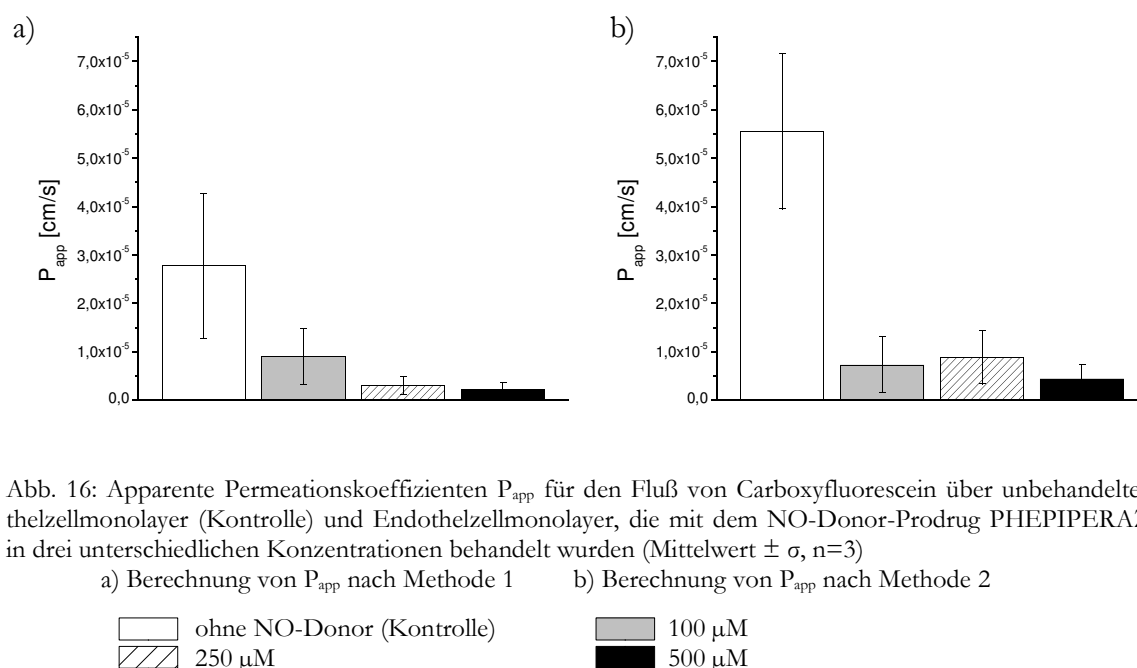 a)
7,0x10⁻⁵
6,0x10⁻⁵
5,0x10⁻⁵
4,0x10⁻⁵
3,0x10⁻⁵
2,0x10⁻⁵
1,0x10⁻⁵
0,0
P_app [cm/s]
b)
7,0x10⁻⁵
6,0x10⁻⁵
5,0x10⁻⁵
4,0x10⁻⁵
3,0x10⁻⁵
2,0x10⁻⁵
1,0x10⁻⁵
0,0
P_app [cm/s]
Abb. 16: Apparente Permeationskoeffizienten P_app für den Fluß von Carboxyfluorescein über unbehandelte
thelzellmonolayer (Kontrolle) und Endothelzellmonolayer, die mit dem NO-Donor-Prodrug PHEPIPERAZ
in drei unterschiedlichen Konzentrationen behandelt wurden (Mittelwert ± σ, n=3)
a) Berechnung von P_app nach Methode 1 b) Berechnung von P_app nach Methode 2
ohne NO-Donor (Kontrolle) 100 µM
250 µM 500 µM